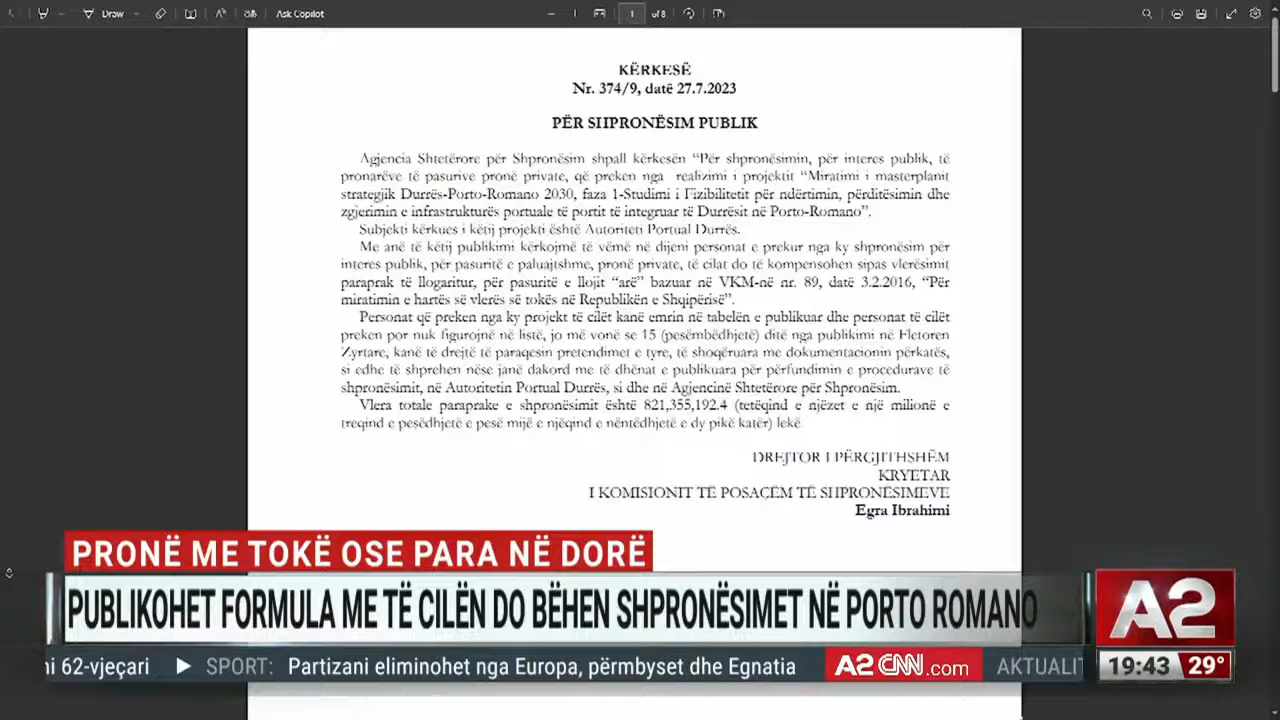 Draw
Ask Copilot
1
of 8
KËRKESË
Nr. 374/9, datë 27.7.2023
PËR SHPRONËSIM PUBLIK
Agjencia Shtetërore për Shpronësim shpall kërkesën “Për shpronësimin, për interes publik, të
pronarëve të pasurive pronë private, që preken nga realizimi i projektit “Miratimi i masterplanit
strategjik Durrës-Porto-Romano 2030, faza 1-Studimi i Fizibilitetit për ndërtimin, përditësimin dhe
zgjerimin e infrastrukturës portuale të portit të integruar të Durrësit në Porto-Romano”.
Subjekti kërkues i këtij projekti është Autoriteti Portual Durrës.
Me anë të këtij publikimi kërkojmë të vëmë në dijeni personat e prekur nga ky shpronësim për
interes publik, për pasuritë e paluajtshme, pronë private, të cilat do të kompensohen sipas vlerësimit
paraprak të llogaritur, për pasuritë e llojit “arë” bazuar në VKM-në nr. 89, datë 3.2.2016, “Për
miratimin e hartës së vlerës së tokës në Republikën e Shqipërisë”.
Personat që preken nga ky projekt të cilët kanë emrin në tabelën e publikuar dhe personat të cilët
preken por nuk figurojnë në listë, jo më vonë se 15 (pesëmbëdhjetë) ditë nga publikimi në Fletoren
Zyrtare, kanë të drejtë të paraqesin pretendimet e tyre, të shoqëruara me dokumentacionin përkatës,
si edhe të shprehen nëse janë dakord me të dhënat e publikuara për përfundimin e procedurave të
shpronësimit, në Autoritetin Portual Durrës, si dhe në Agjencinë Shtetërore për Shpronësim.
Vlera totale paraprake e shpronësimit është 821,355,192.4 (tetëqind e njëzet e një milionë e
treqind e pesëdhjetë e pesë mijë e njëqind e nëntëdhjetë e dy pikë katër) lekë
DREJTOR I PËRGJITHSHËM
KRYETAR
I KOMISIONIT TË POSAÇËM TË SHPRONËSIMEVE
Egra Ibrahimi
PRONË ME TOKË OSE PARA NË DORË
PUBLIKOHET FORMULA ME TË CILËN DO BËHEN SHPRONËSIMET NË PORTO ROMANO
A2
62-vjeçari ▶ SPORT: Partizani eliminohet nga Europa, përmbyset dhe Egnatia A2 CNN.com
19:43 29°